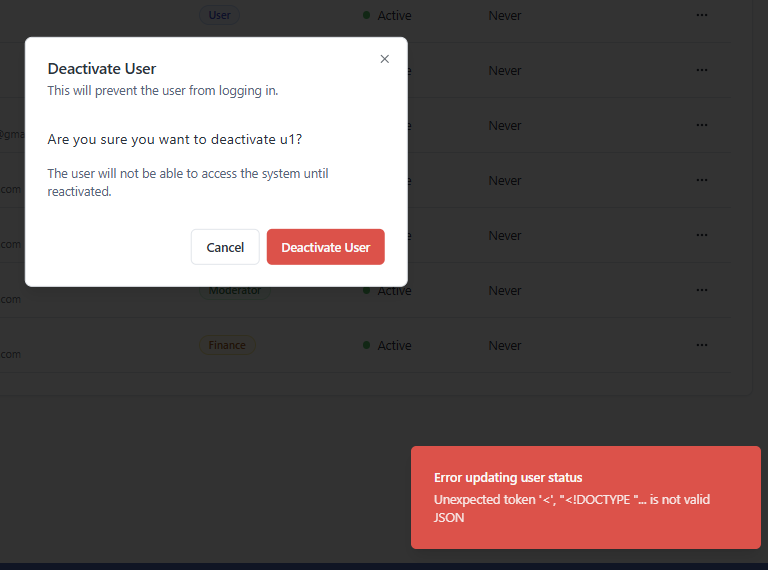 User Active Never ...
Never ...
@gma Never ...
.com Never ...
.com Never ...
.com Moderator Active Never ...
.com Finance Active Never ...
Deactivate User
This will prevent the user from logging in.
Are you sure you want to deactivate u1?
The user will not be able to access the system until
reactivated.
Cancel Deactivate User
Error updating user status
Unexpected token '<', "<!DOCTYPE "... is not valid
JSON